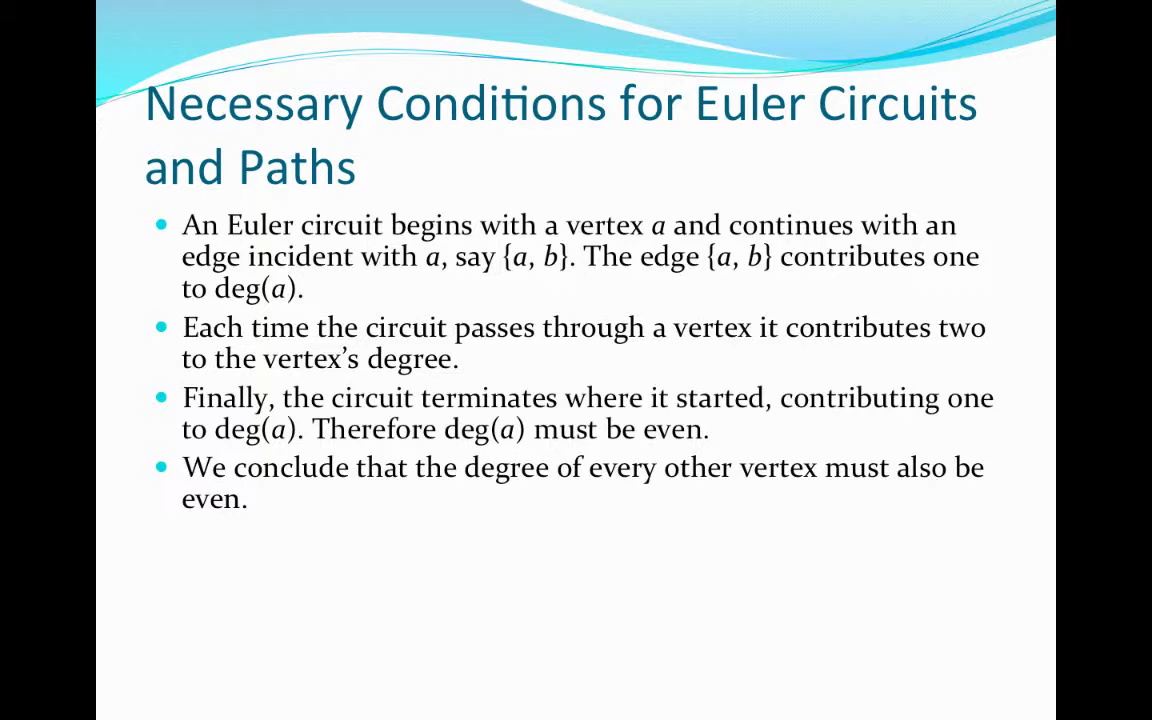 Necessary Conditions for Euler Circuits
and Paths
• An Euler circuit begins with a vertex a and continues with an
edge incident with a, say {a, b}. The edge {a, b} contributes one
to deg(a).
• Each time the circuit passes through a vertex it contributes two
to the vertex’s degree.
• Finally, the circuit terminates where it started, contributing one
to deg(a). Therefore deg(a) must be even.
• We conclude that the degree of every other vertex must also be
even.